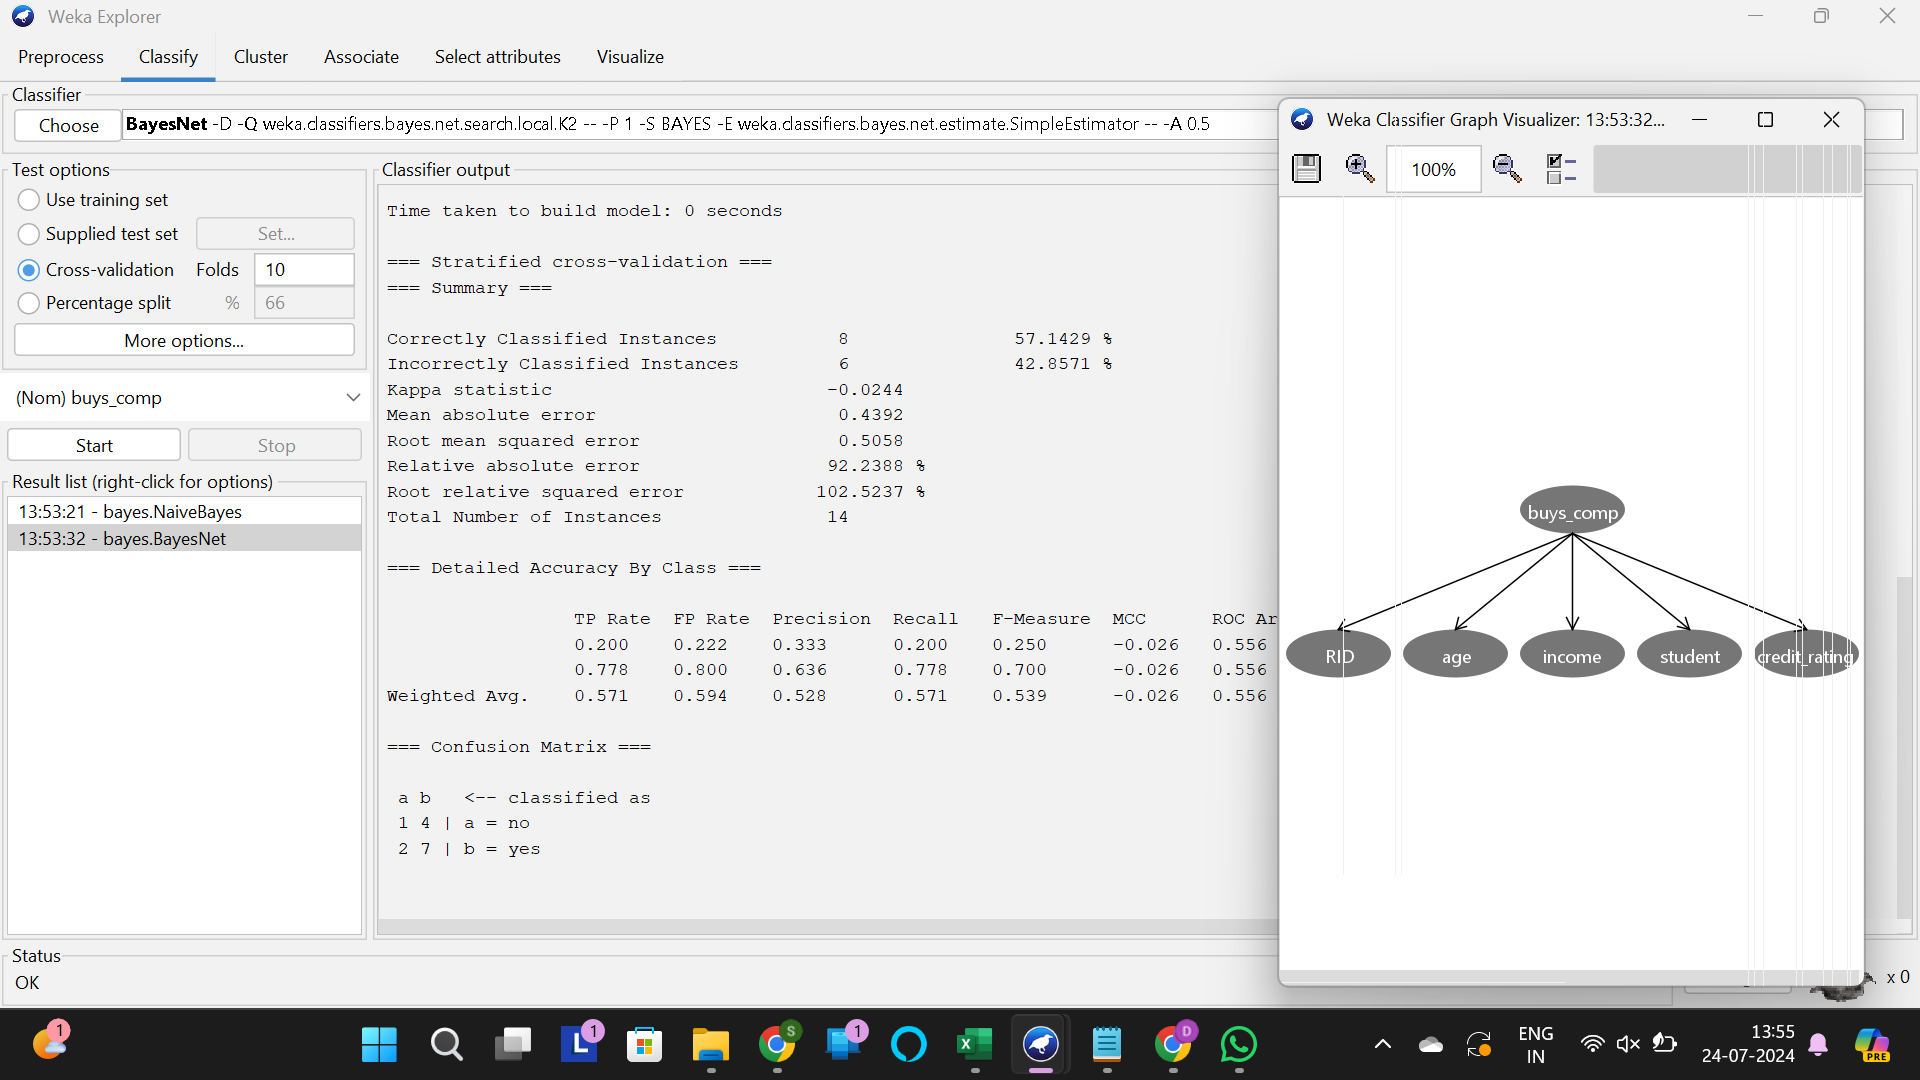 Weka Explorer
Preprocess Classify Cluster Associate Select attributes Visualize
Classifier
Choose BayesNet -D -Q weka.classifiers.bayes.net.search.local.K2 -- -P 1 -S BAYES -E weka.classifiers.bayes.net.estimate.SimpleEstimator -- -A 0.5
Test options
Use training set
Supplied test set Set...
Cross-validation Folds 10
Percentage split % 66
More options...
(Nom) buys_comp
Start Stop
Result list (right-click for options)
13:53:21 - bayes.NaiveBayes
13:53:32 - bayes.BayesNet
Classifier output
Time taken to build model: 0 seconds
=== Stratified cross-validation ===
=== Summary ===
Correctly Classified Instances 8 57.1429 %
Incorrectly Classified Instances 6 42.8571 %
Kappa statistic -0.0244
Mean absolute error 0.4392
Root mean squared error 0.5058
Relative absolute error 92.2388 %
Root relative squared error 102.5237 %
Total Number of Instances 14
=== Detailed Accuracy By Class ===
TP Rate FP Rate Precision Recall F-Measure MCC ROC Ar
0.200 0.222 0.333 0.200 0.250 -0.026 0.556
0.778 0.800 0.636 0.778 0.700 -0.026 0.556
Weighted Avg. 0.571 0.594 0.528 0.571 0.539 -0.026 0.556
=== Confusion Matrix ===
a b <-- classified as
1 4 | a = no
2 7 | b = yes
Weka Classifier Graph Visualizer: 13:53:32...
100%
buys_comp
RID age income student credit_rating
Status
OK
x 0
1
L 1
S
1
X
D
ENG
IN
13:55
24-07-2024
PRE